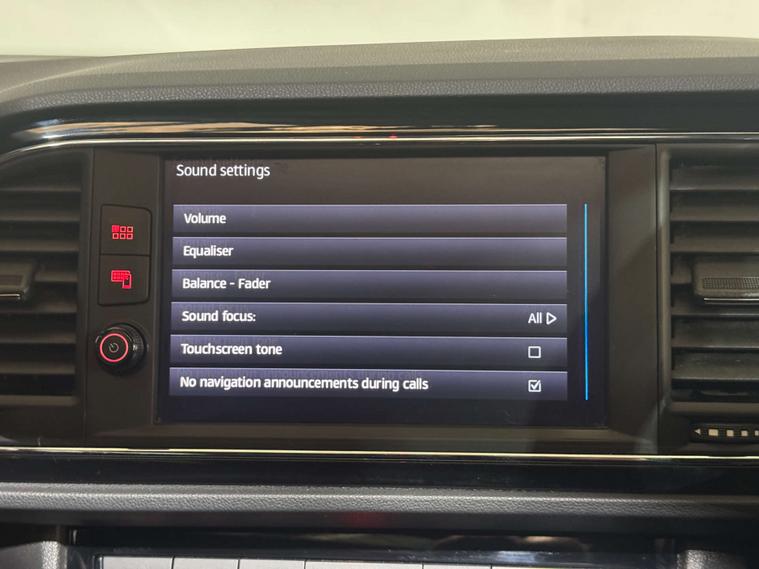 Sound settings
Volume
Equaliser
Balance - Fader
Sound focus: All
Touchscreen tone
No navigation announcements during calls